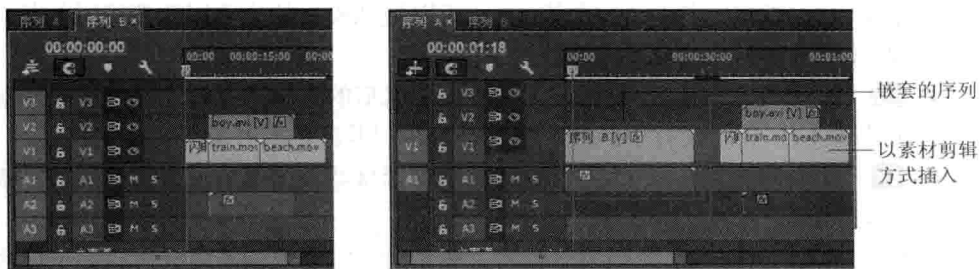 序列 A
序列 B ×
00:00:00:00
00:00
00:00:15:00
00:00
V3
V3
V2
V2
boy.avi [V]
V1
V1
train.mov
beach.mov
A1
A1
M S
A2
A2
M S
A3
A3
M S
序列 A ×
序列 B
00:00:01:18
00:00
00:00:30:00
00:01:0
V3
V2
boy.avi [V]
V1
V1
序列 B [V]
train.mov
beach.mov
A1
A1
M S
A2
M S
A3
M S
嵌套的序列
以素材剪辑
方式插入